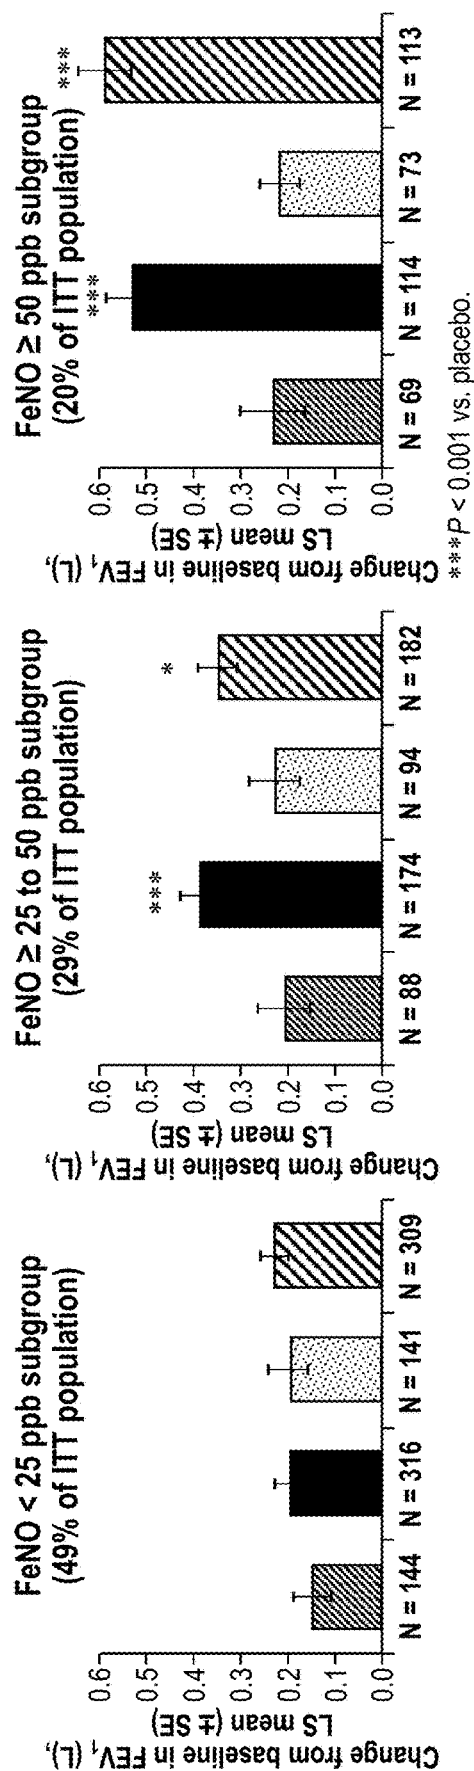 FeNO < 25 ppb subgroup
(49% of ITT population)
Change from baseline in FEV₁ (L),
LS mean (± SE)
0.6
0.5
0.4
0.3
0.2
0.1
0.0
N = 144
N = 316
N = 141
N = 309
FeNO ≥ 25 to 50 ppb subgroup
(29% of ITT population)
Change from baseline in FEV₁ (L),
LS mean (± SE)
0.6
0.5
0.4
0.3
0.2
0.1
0.0
***
*
N = 88
N = 174
N = 94
N = 182
FeNO ≥ 50 ppb subgroup
(20% of ITT population)
Change from baseline in FEV₁ (L),
LS mean (± SE)
0.6
0.5
0.4
0.3
0.2
0.1
0.0
***
***
N = 69
N = 114
N = 73
N = 113
***P < 0.001 vs. placebo.